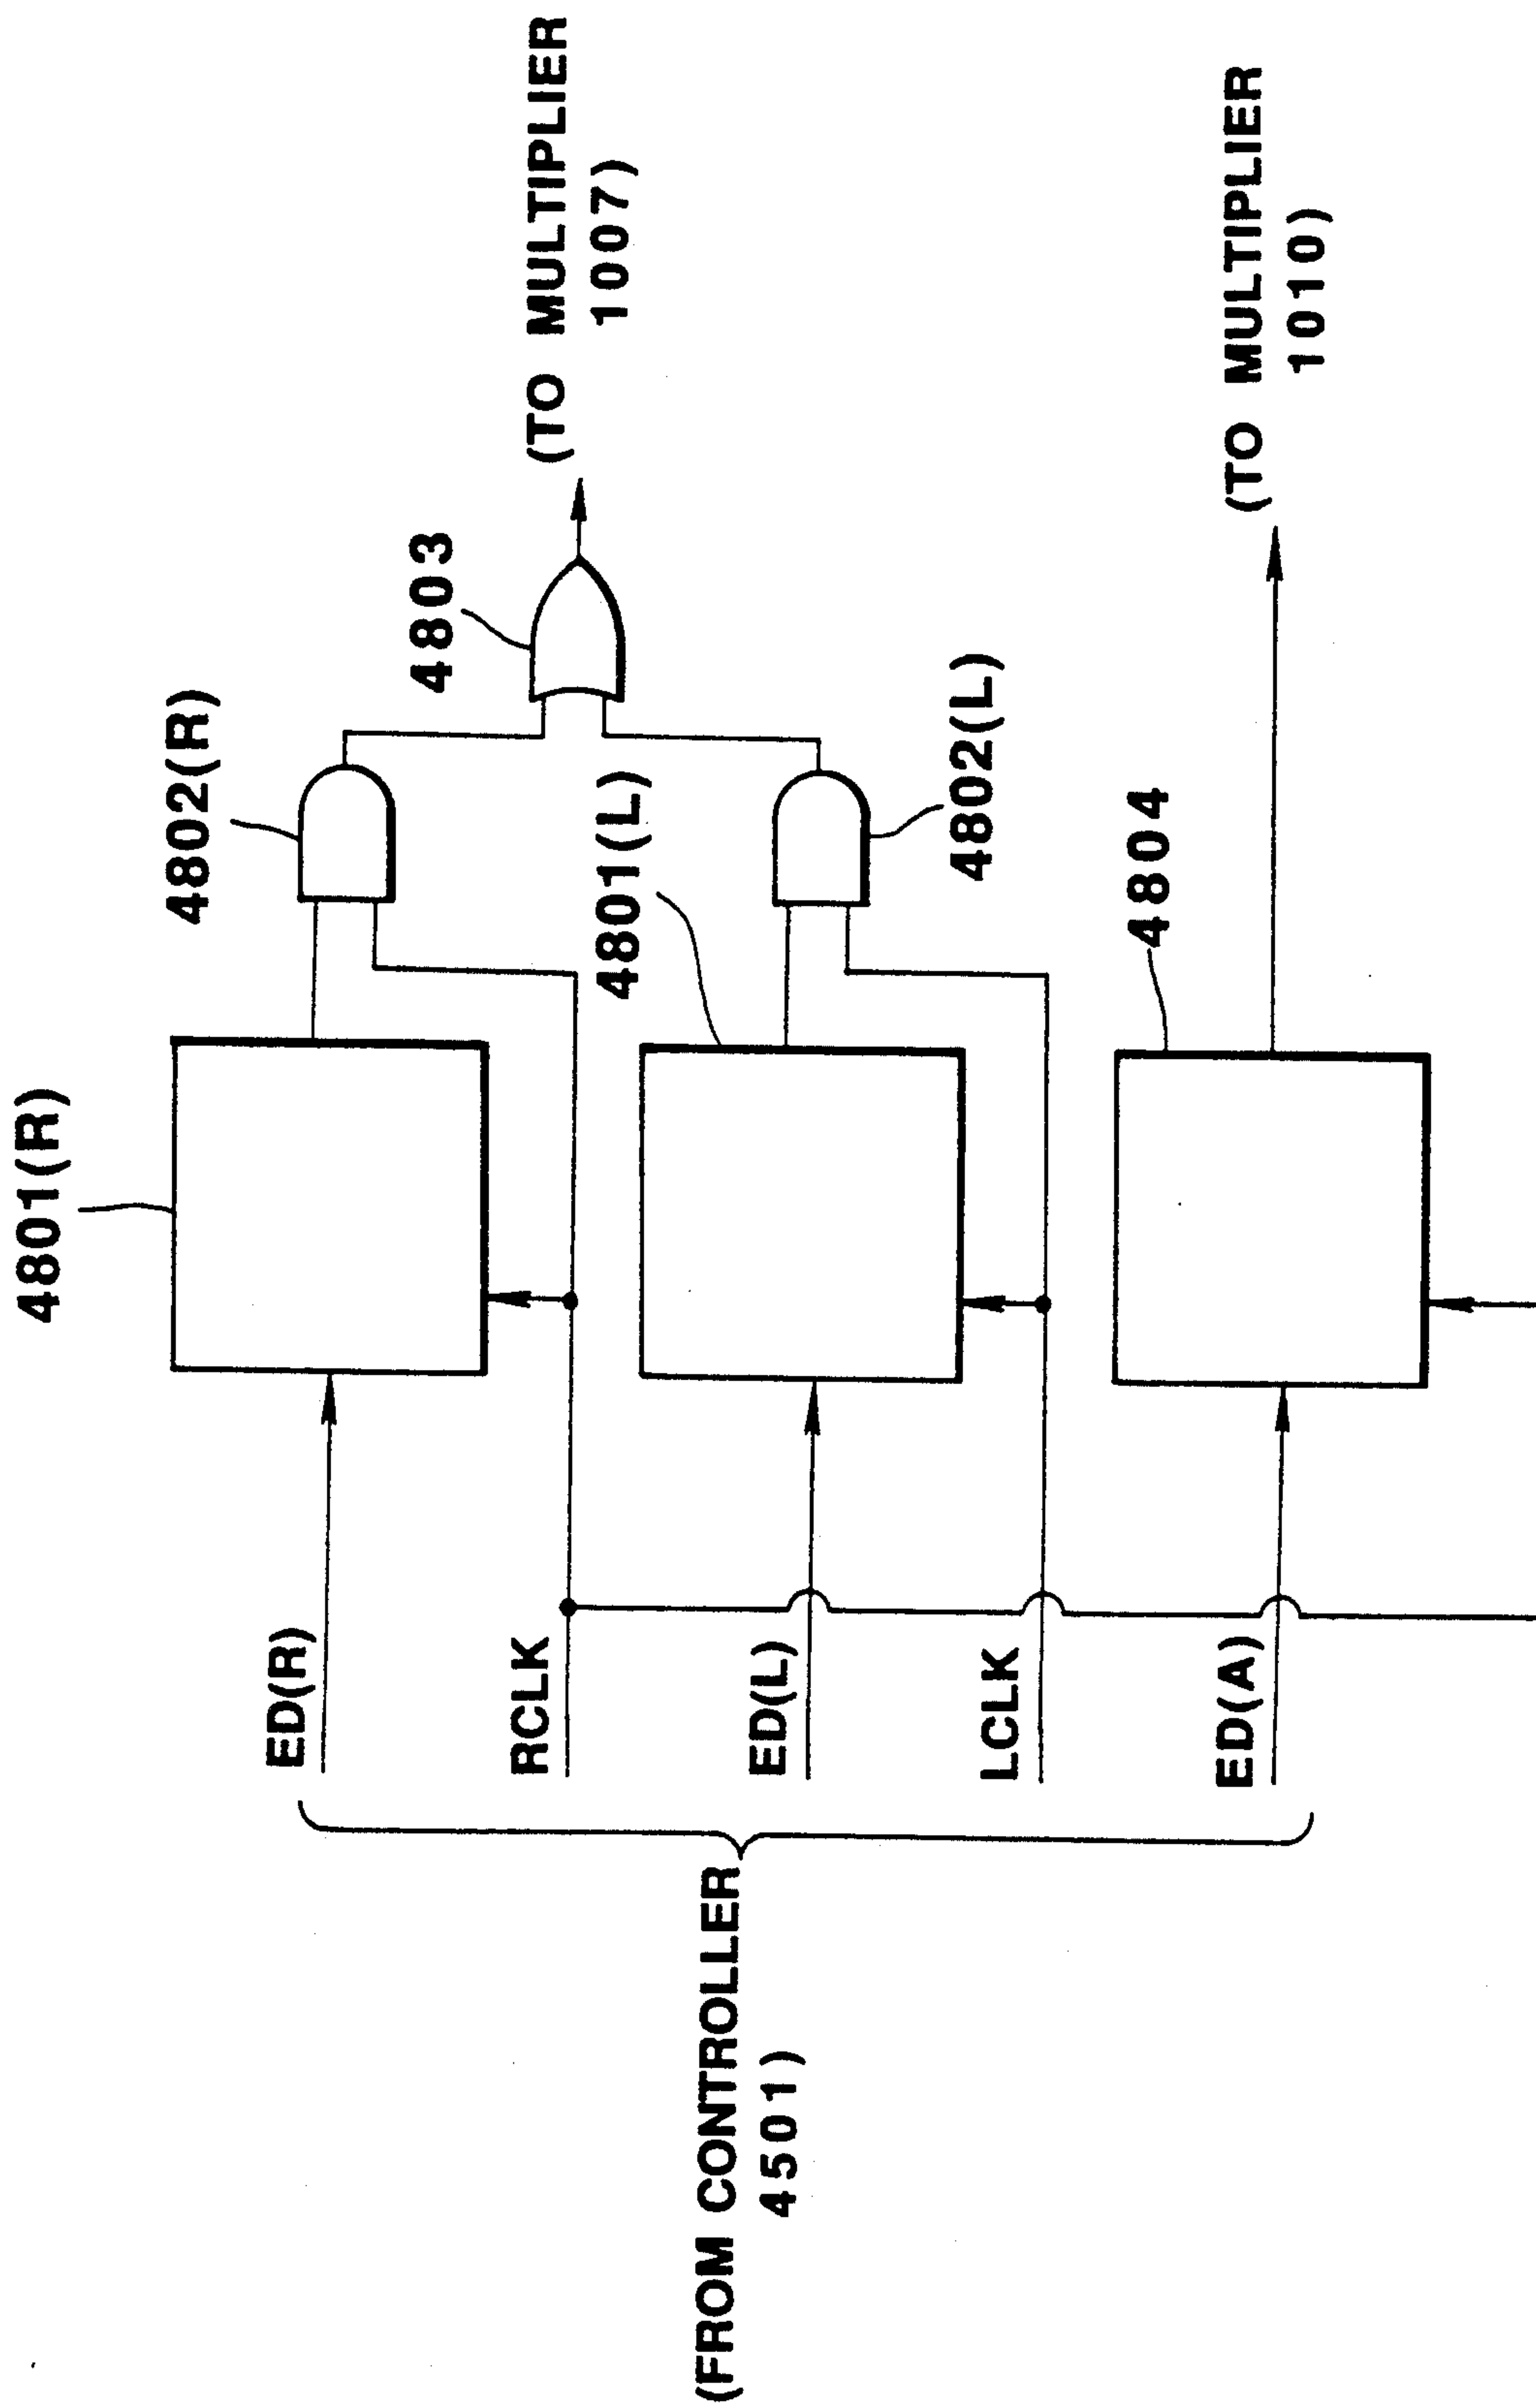 4801(R)
4802(R)
4803
(TO MULTIPLIER
1007)
ED(R)
RCLK
4801(L)
4802(L)
ED(L)
LCLK
4804
(TO MULTIPLIER
1010)
ED(A)
(FROM CONTROLLER
4501)